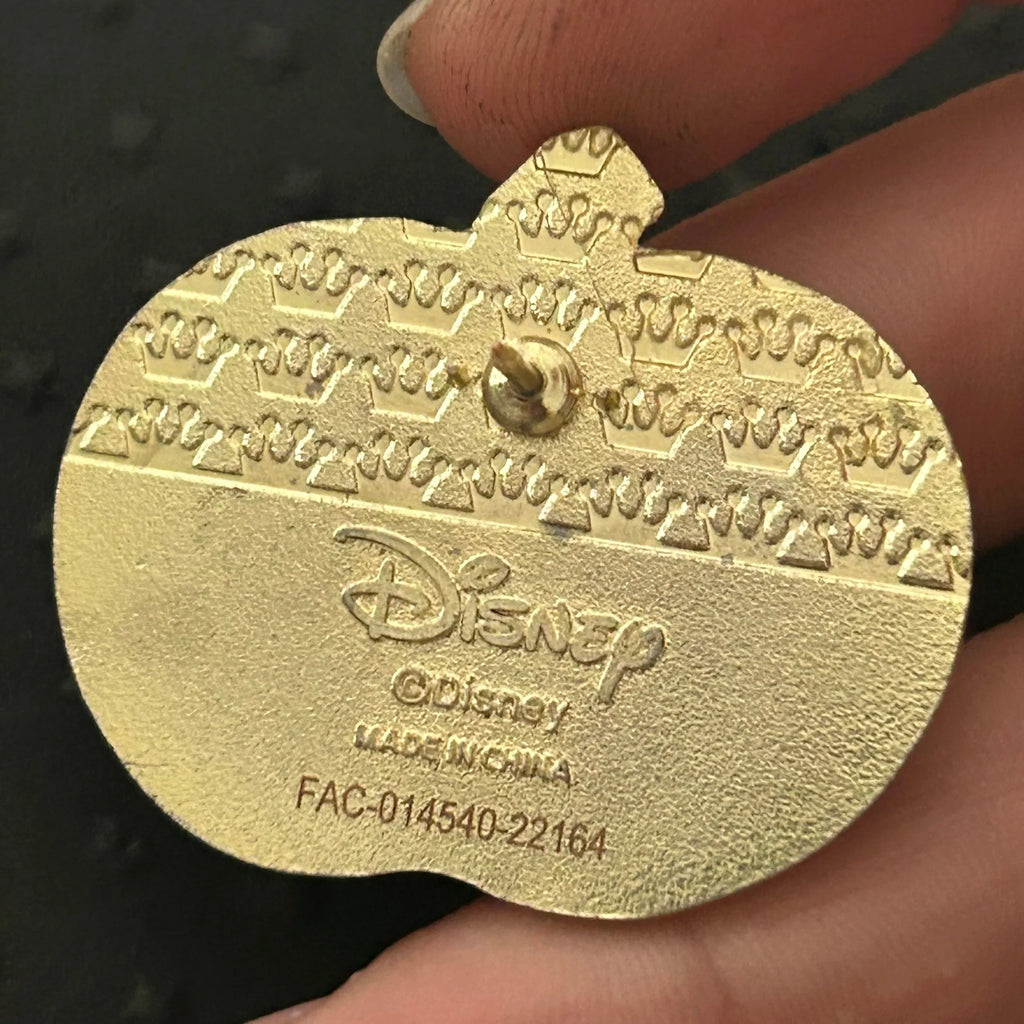 Disney
©Disney
MADE IN CHINA
FAC-014540-22164